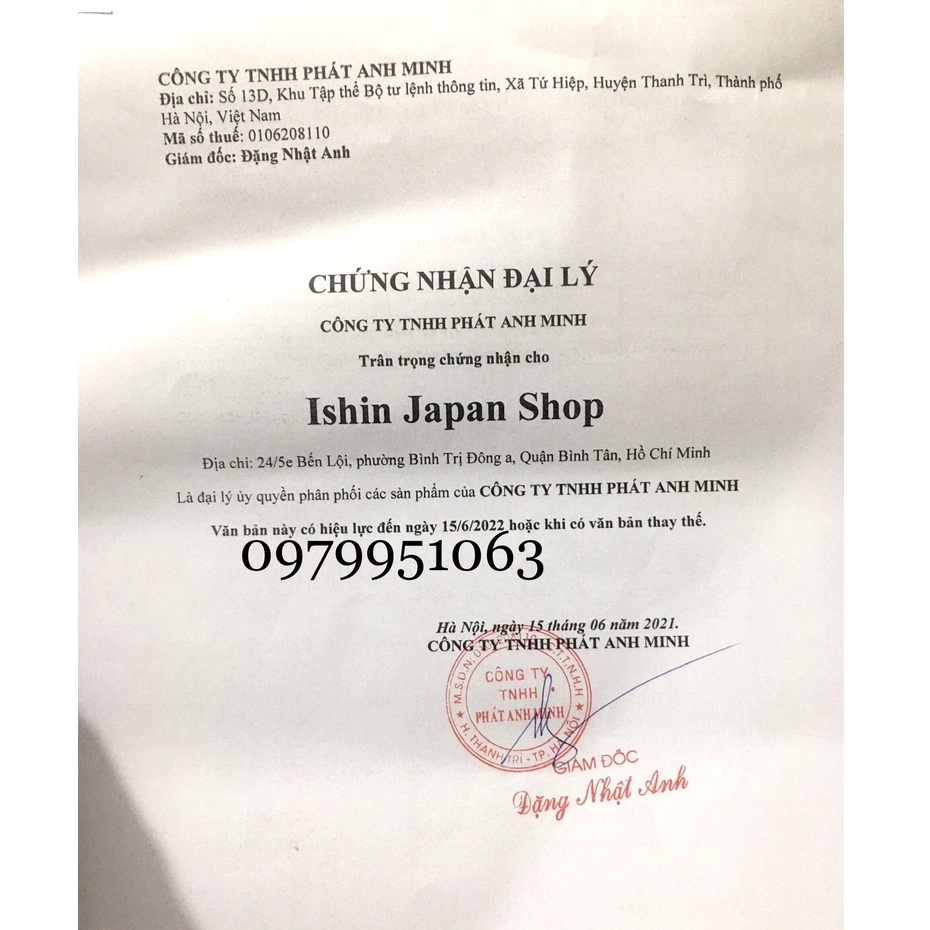 CÔNG TY TNHH PHÁT ANH MINH
Địa chỉ: Số 13D, Khu Tập thể Bộ tư lệnh thông tin, Xã Tứ Hiệp, Huyện Thanh Trì, Thành phố
Hà Nội, Việt Nam
Mã số thuế: 0106208110
Giám đốc: Đặng Nhật Anh
CHỨNG NHẬN ĐẠI LÝ
CÔNG TY TNHH PHÁT ANH MINH
Trân trọng chứng nhận cho
Ishin Japan Shop
Địa chỉ: 24/5e Bến Lội, phường Bình Trị Đông a, Quận Bình Tân, Hồ Chí Minh
Là đại lý ủy quyền phân phối các sản phẩm của CÔNG TY TNHH PHÁT ANH MINH
Văn bản này có hiệu lực đến ngày 15/6/2022 hoặc khi có văn bản thay thế.
0979951063
Hà Nội, ngày 15 tháng 06 năm 2021.
CÔNG TY TNHH PHÁT ANH MINH
CÔNG TY
TNHH
PHÁT ANH MINH
H. THANH TRÌ - TP. HÀ NỘI
GIÁM ĐỐC
Đặng Nhật Anh